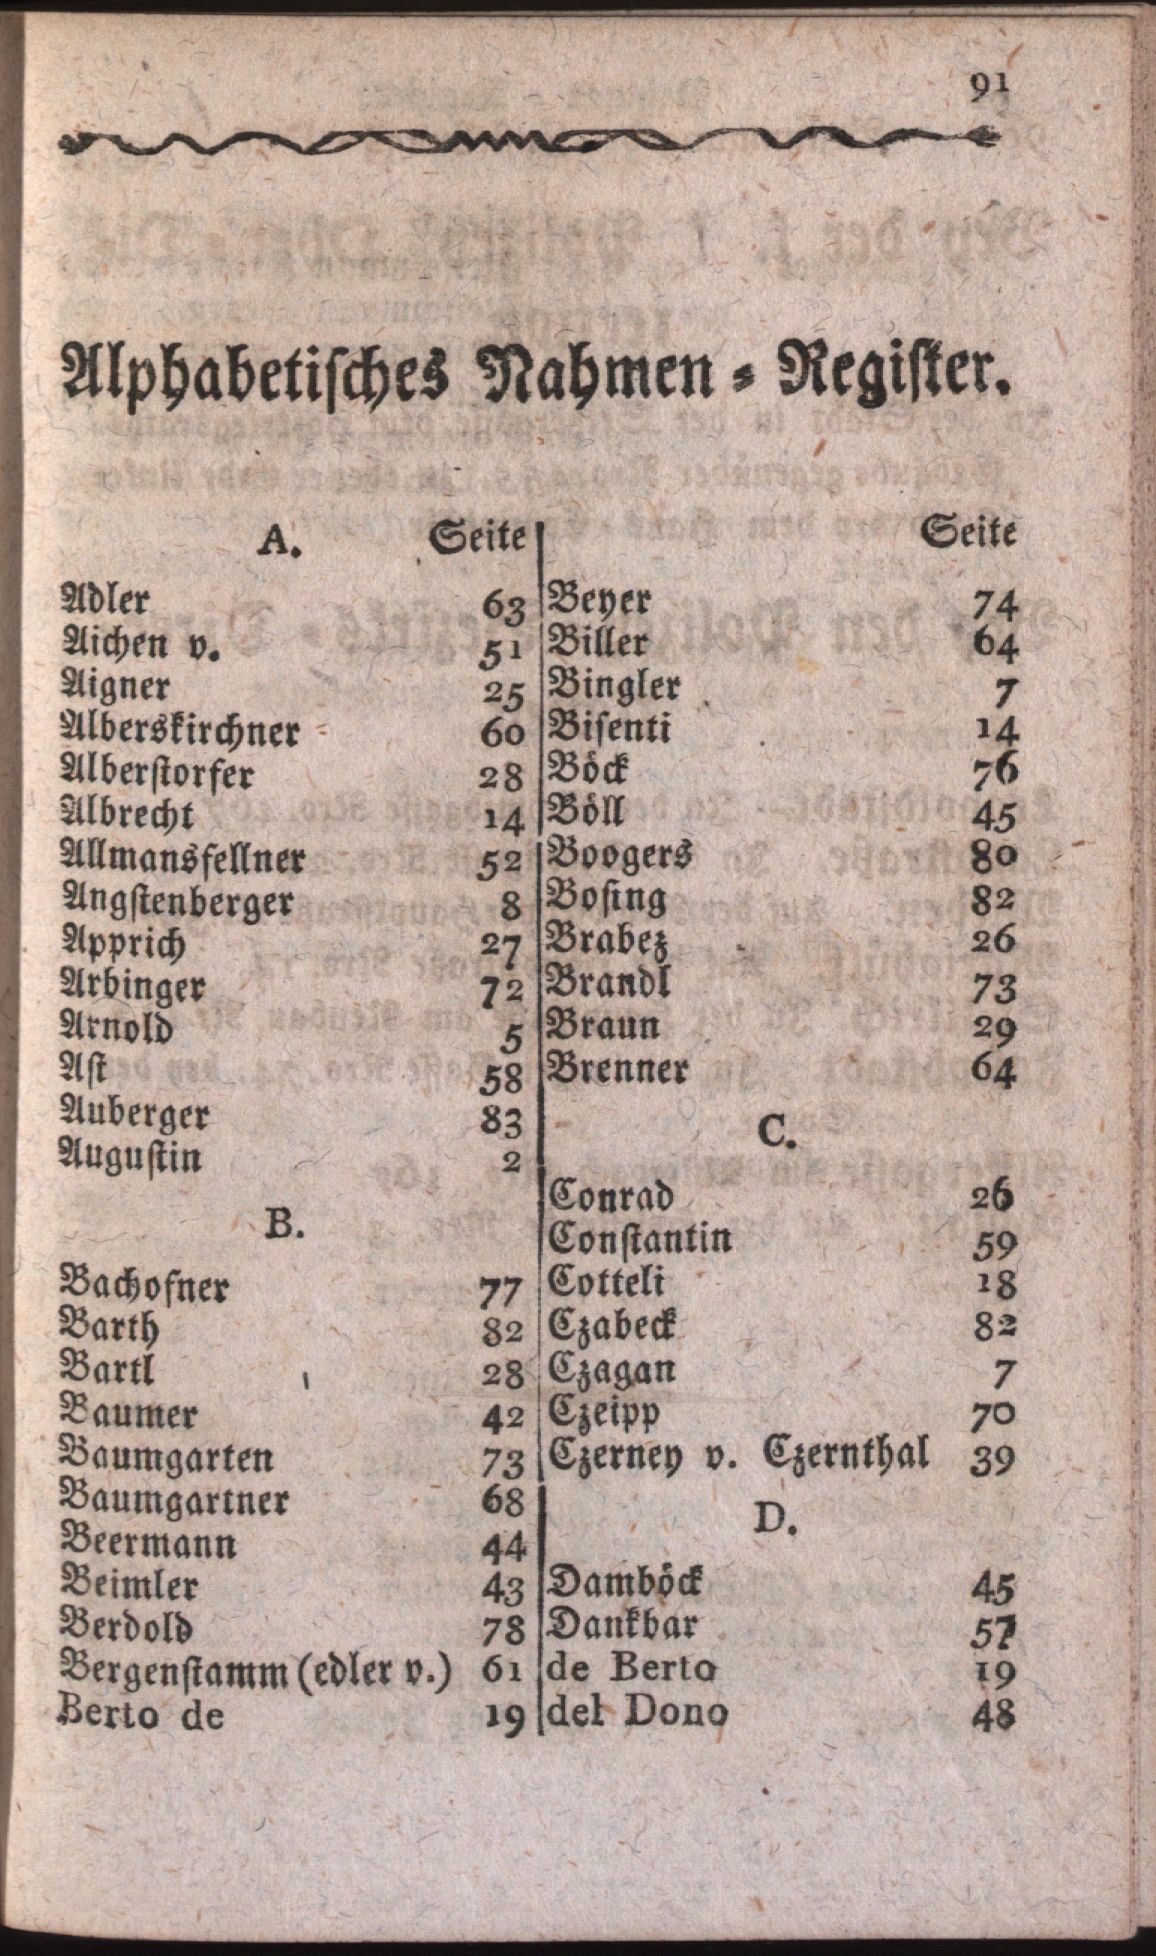 91
Alphabetisches Nahmen-Register.
A. Seite
Adler 63
Aichen v. 51
Aigner 25
Alberskirchner 60
Alberstorfer 28
Albrecht 14
Allmansfellner 52
Angstenberger 8
Apprich 27
Arbinger 72
Arnold 5
Ast 58
Auberger 83
Augustin 2
B.
Bachofner 77
Barth 82
Bartl 28
Baumer 42
Baumgarten 73
Baumgartner 68
Beermann 44
Beimler 43
Berdold 78
Bergenstamm (edler v.) 61
Berto de 19
Seite
Beyer 74
Biller 64
Bingler 7
Bisenti 14
Böck 76
Böll 45
Boogers 80
Bosing 82
Brabez 26
Brandl 73
Braun 29
Brenner 64
C.
Conrad 26
Constantin 59
Cotteli 18
Czabeck 82
Czagan 7
Czeipp 70
Czerney v. Czernthal 39
D.
Damböck 45
Dankbar 57
de Berto 19
del Dono 48